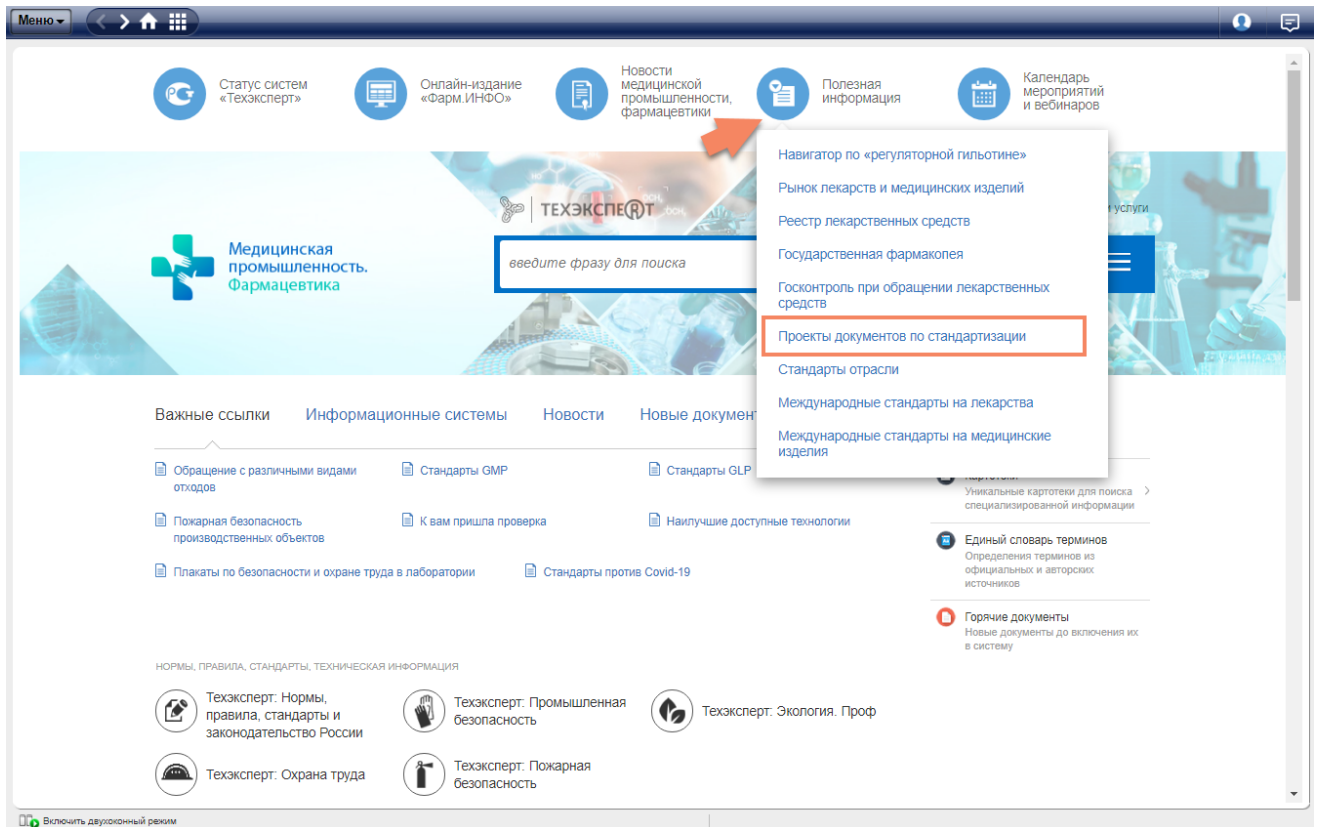 Меню
Статус систем
«Техэксперт»
Онлайн-издание
«Фарм.ИНФО»
Новости
медицинской
промышленности,
фармацевтики
Полезная
информация
Календарь
мероприятий
и вебинаров
Навигатор по «регуляторной гильотине»
Рынок лекарств и медицинских изделий
Реестр лекарственных средств
Государственная фармакопея
Госконтроль при обращении лекарственных
средств
Проекты документов по стандартизации
Стандарты отрасли
Международные стандарты на лекарства
Международные стандарты на медицинские
изделия
ТЕХЭКСПЕRТ
услуги
Медицинская
промышленность.
Фармацевтика
введите фразу для поиска
Важные ссылки Информационные системы Новости Новые докумен
Обращение с различными видами
отходов
Стандарты GMP
Стандарты GLP
Пожарная безопасность
производственных объектов
К вам пришла проверка
Наилучшие доступные технологии
Плакаты по безопасности и охране труда в лаборатории
Стандарты против Covid-19
Картотеки
Уникальные картотеки для поиска
специализированной информации
Единый словарь терминов
Определения терминов из
официальных и авторских
источников
Горячие документы
Новые документы до включения их
в систему
НОРМЫ, ПРАВИЛА, СТАНДАРТЫ, ТЕХНИЧЕСКАЯ ИНФОРМАЦИЯ
Техэксперт: Нормы,
правила, стандарты и
законодательство России
Техэксперт: Промышленная
безопасность
Техэксперт: Экология. Проф
Техэксперт: Охрана труда
Техэксперт: Пожарная
безопасность
Включить двухоконный режим